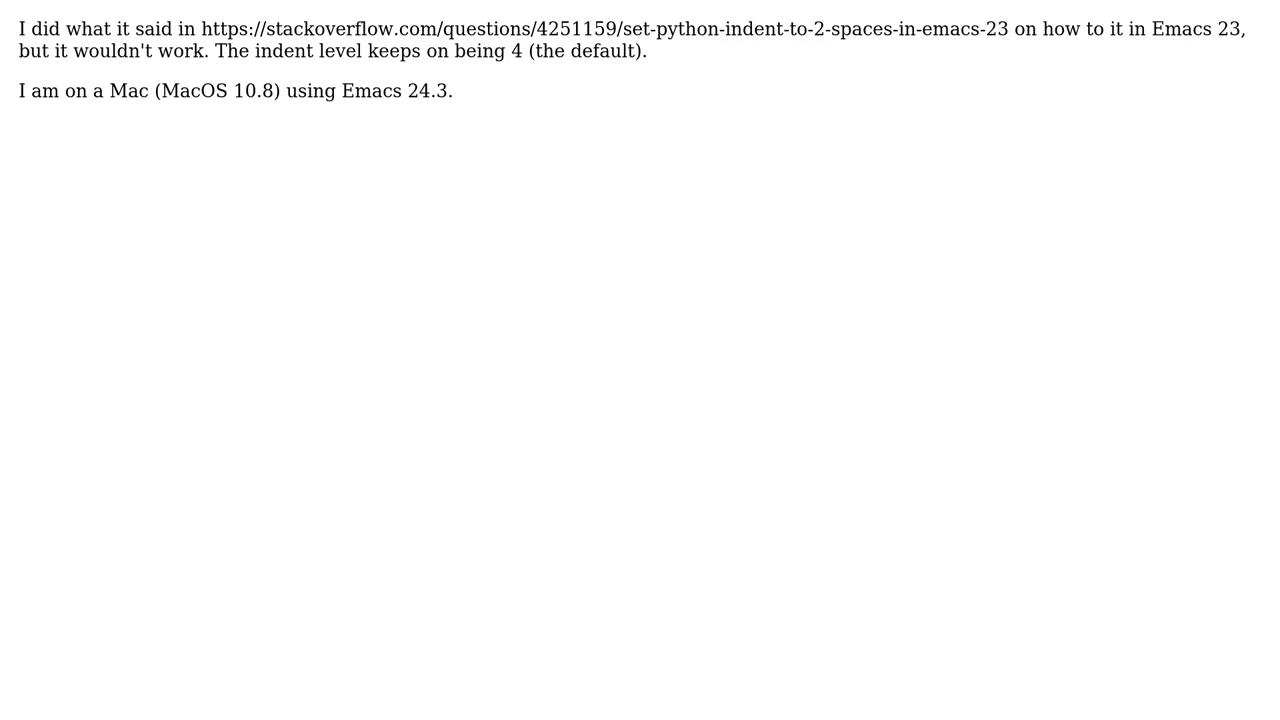 I did what it said in https://stackoverflow.com/questions/4251159/set-python-indent-to-2-spaces-in-emacs-23 on how to it in Emacs 23,
but it wouldn't work. The indent level keeps on being 4 (the default).
I am on a Mac (MacOS 10.8) using Emacs 24.3.